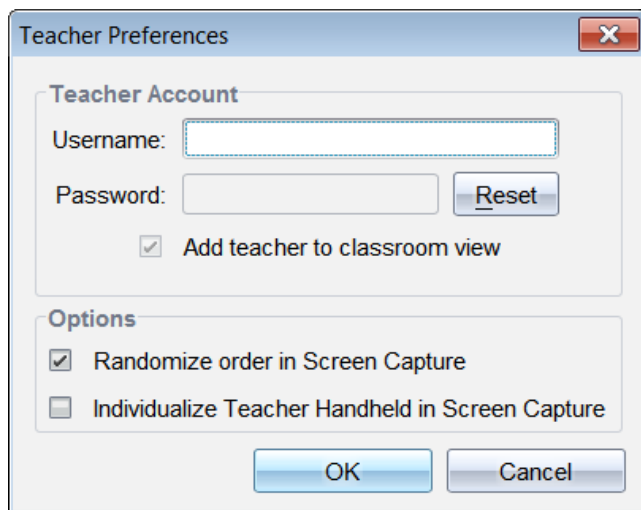 Teacher Preferences
Teacher Account
Username:
Password:
Reset
Add teacher to classroom view
Options
Randomize order in Screen Capture
Individualize Teacher Handheld in Screen Capture
OK
Cancel